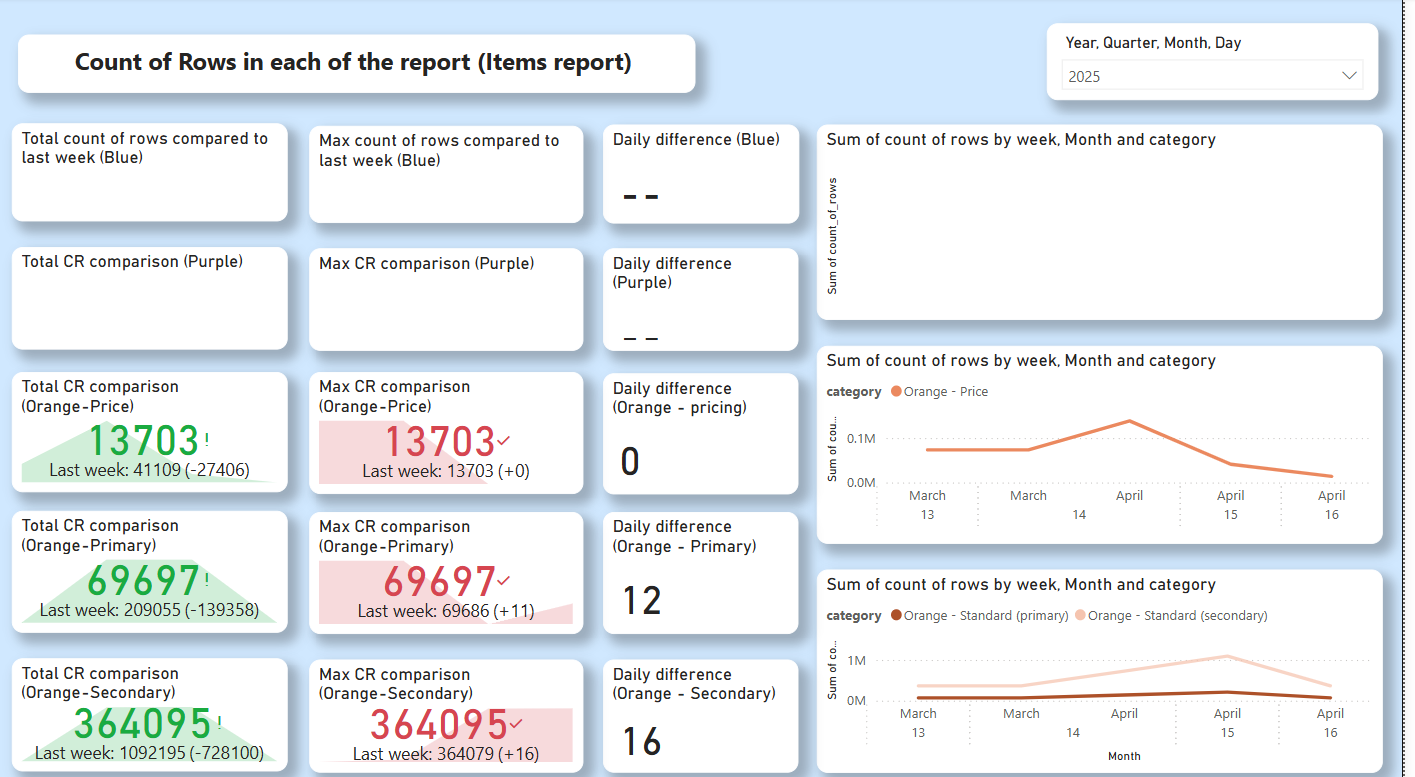 Count of Rows in each of the report (Items report)
Year, Quarter, Month, Day
2025
Total count of rows compared to
last week (Blue)
Max count of rows compared to
last week (Blue)
Daily difference (Blue)
--
Sum of count of rows by week, Month and category
Sum of count_of_rows
Total CR comparison (Purple)
Max CR comparison (Purple)
Daily difference
(Purple)
--
Total CR comparison
(Orange-Price)
13703!
Last week: 41109 (-27406)
Max CR comparison
(Orange-Price)
13703
Last week: 13703 (+0)
Daily difference
(Orange - pricing)
0
Sum of count of rows by week, Month and category
category Orange - Price
Sum of cou...
0.1M
0.0M
March March April April April
13 14 15 16
Total CR comparison
(Orange-Primary)
69697!
Last week: 209055 (-139358)
Max CR comparison
(Orange-Primary)
69697
Last week: 69686 (+11)
Daily difference
(Orange - Primary)
12
Total CR comparison
(Orange-Secondary)
364095!
Last week: 1092195 (-728100)
Max CR comparison
(Orange-Secondary)
364095
Last week: 364079 (+16)
Daily difference
(Orange - Secondary)
16
Sum of count of rows by week, Month and category
category Orange - Standard (primary) Orange - Standard (secondary)
Sum of co...
1M
0M
March March April April April
13 14 15 16
Month